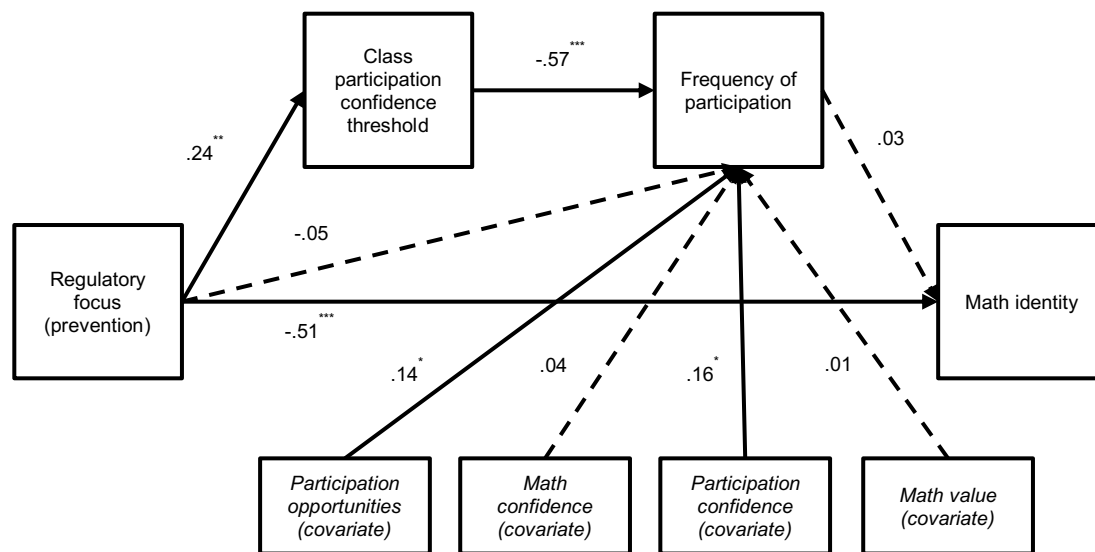 Class
participation
confidence
threshold
-.57***
Frequency of
participation
.24**
.03
-.05
Regulatory
focus
(prevention)
Math identity
-.51***
.14*
.04
.16*
.01
Participation
opportunities
(covariate)
Math
confidence
(covariate)
Participation
confidence
(covariate)
Math value
(covariate)